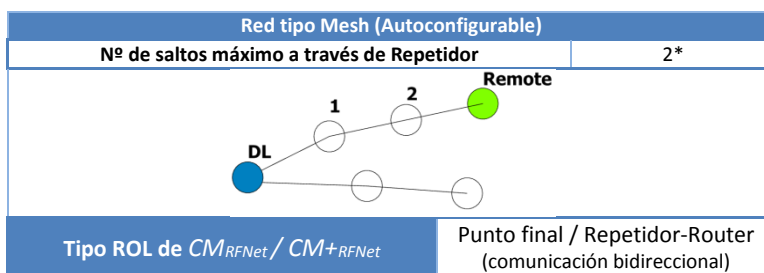 Red tipo Mesh (Autoconfigurable)
Nº de saltos máximo a través de Repetidor 2*
Remote
2
1
DL
Tipo ROL de CMRFNet / CM+RFNet
Punto final / Repetidor-Router
(comunicación bidireccional)